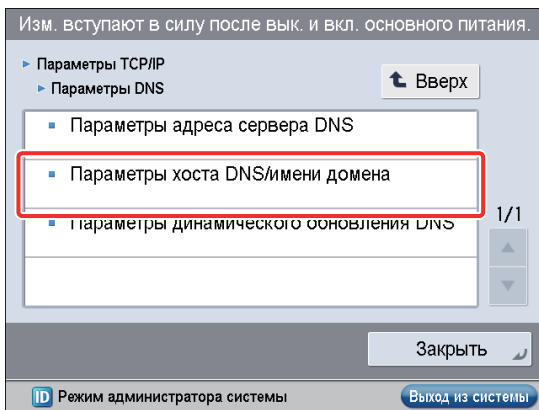 Изм. вступают в силу после вык. и вкл. основного питания.
Параметры TCP/IP
Параметры DNS
Вверх
Параметры адреса сервера DNS
Параметры хоста DNS/имени домена
Параметры динамического обновления DNS
1/1
Закрыть
ID Режим администратора системы
Выход из системы